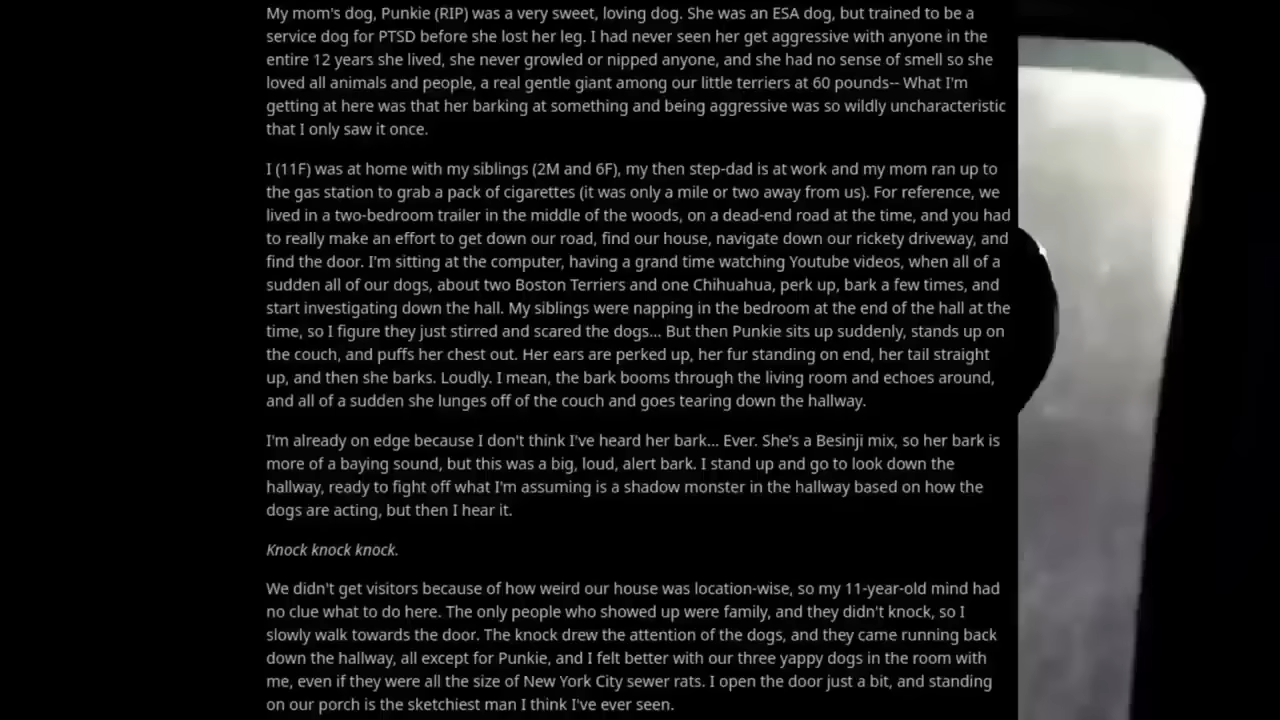 My mom's dog, Punkie (RIP) was a very sweet, loving dog. She was an ESA dog, but trained to be a
service dog for PTSD before she lost her leg. I had never seen her get aggressive with anyone in the
entire 12 years she lived, she never growled or nipped anyone, and she had no sense of smell so she
loved all animals and people, a real gentle giant among our little terriers at 60 pounds-- What I'm
getting at here was that her barking at something and being aggressive was so wildly uncharacteristic
that I only saw it once.
I (11F) was at home with my siblings (2M and 6F), my then step-dad is at work and my mom ran up to
the gas station to grab a pack of cigarettes (it was only a mile or two away from us). For reference, we
lived in a two-bedroom trailer in the middle of the woods, on a dead-end road at the time, and you had
to really make an effort to get down our road, find our house, navigate down our rickety driveway, and
find the door. I'm sitting at the computer, having a grand time watching Youtube videos, when all of a
sudden all of our dogs, about two Boston Terriers and one Chihuahua, perk up, bark a few times, and
start investigating down the hall. My siblings were napping in the bedroom at the end of the hall at the
time, so I figure they just stirred and scared the dogs... But then Punkie sits up suddenly, stands up on
the couch, and puffs her chest out. Her ears are perked up, her fur standing on end, her tail straight
up, and then she barks. Loudly. I mean, the bark booms through the living room and echoes around,
and all of a sudden she lunges off of the couch and goes tearing down the hallway.
I'm already on edge because I don't think I've heard her bark... Ever. She's a Besinji mix, so her bark is
more of a baying sound, but this was a big, loud, alert bark. I stand up and go to look down the
hallway, ready to fight off what I'm assuming is a shadow monster in the hallway based on how the
dogs are acting, but then I hear it.
Knock knock knock.
We didn't get visitors because of how weird our house was location-wise, so my 11-year-old mind had
no clue what to do here. The only people who showed up were family, and they didn't knock, so I
slowly walk towards the door. The knock drew the attention of the dogs, and they came running back
down the hallway, all except for Punkie, and I felt better with our three yappy dogs in the room with
me, even if they were all the size of New York City sewer rats. I open the door just a bit, and standing
on our porch is the sketchiest man I think I've ever seen.